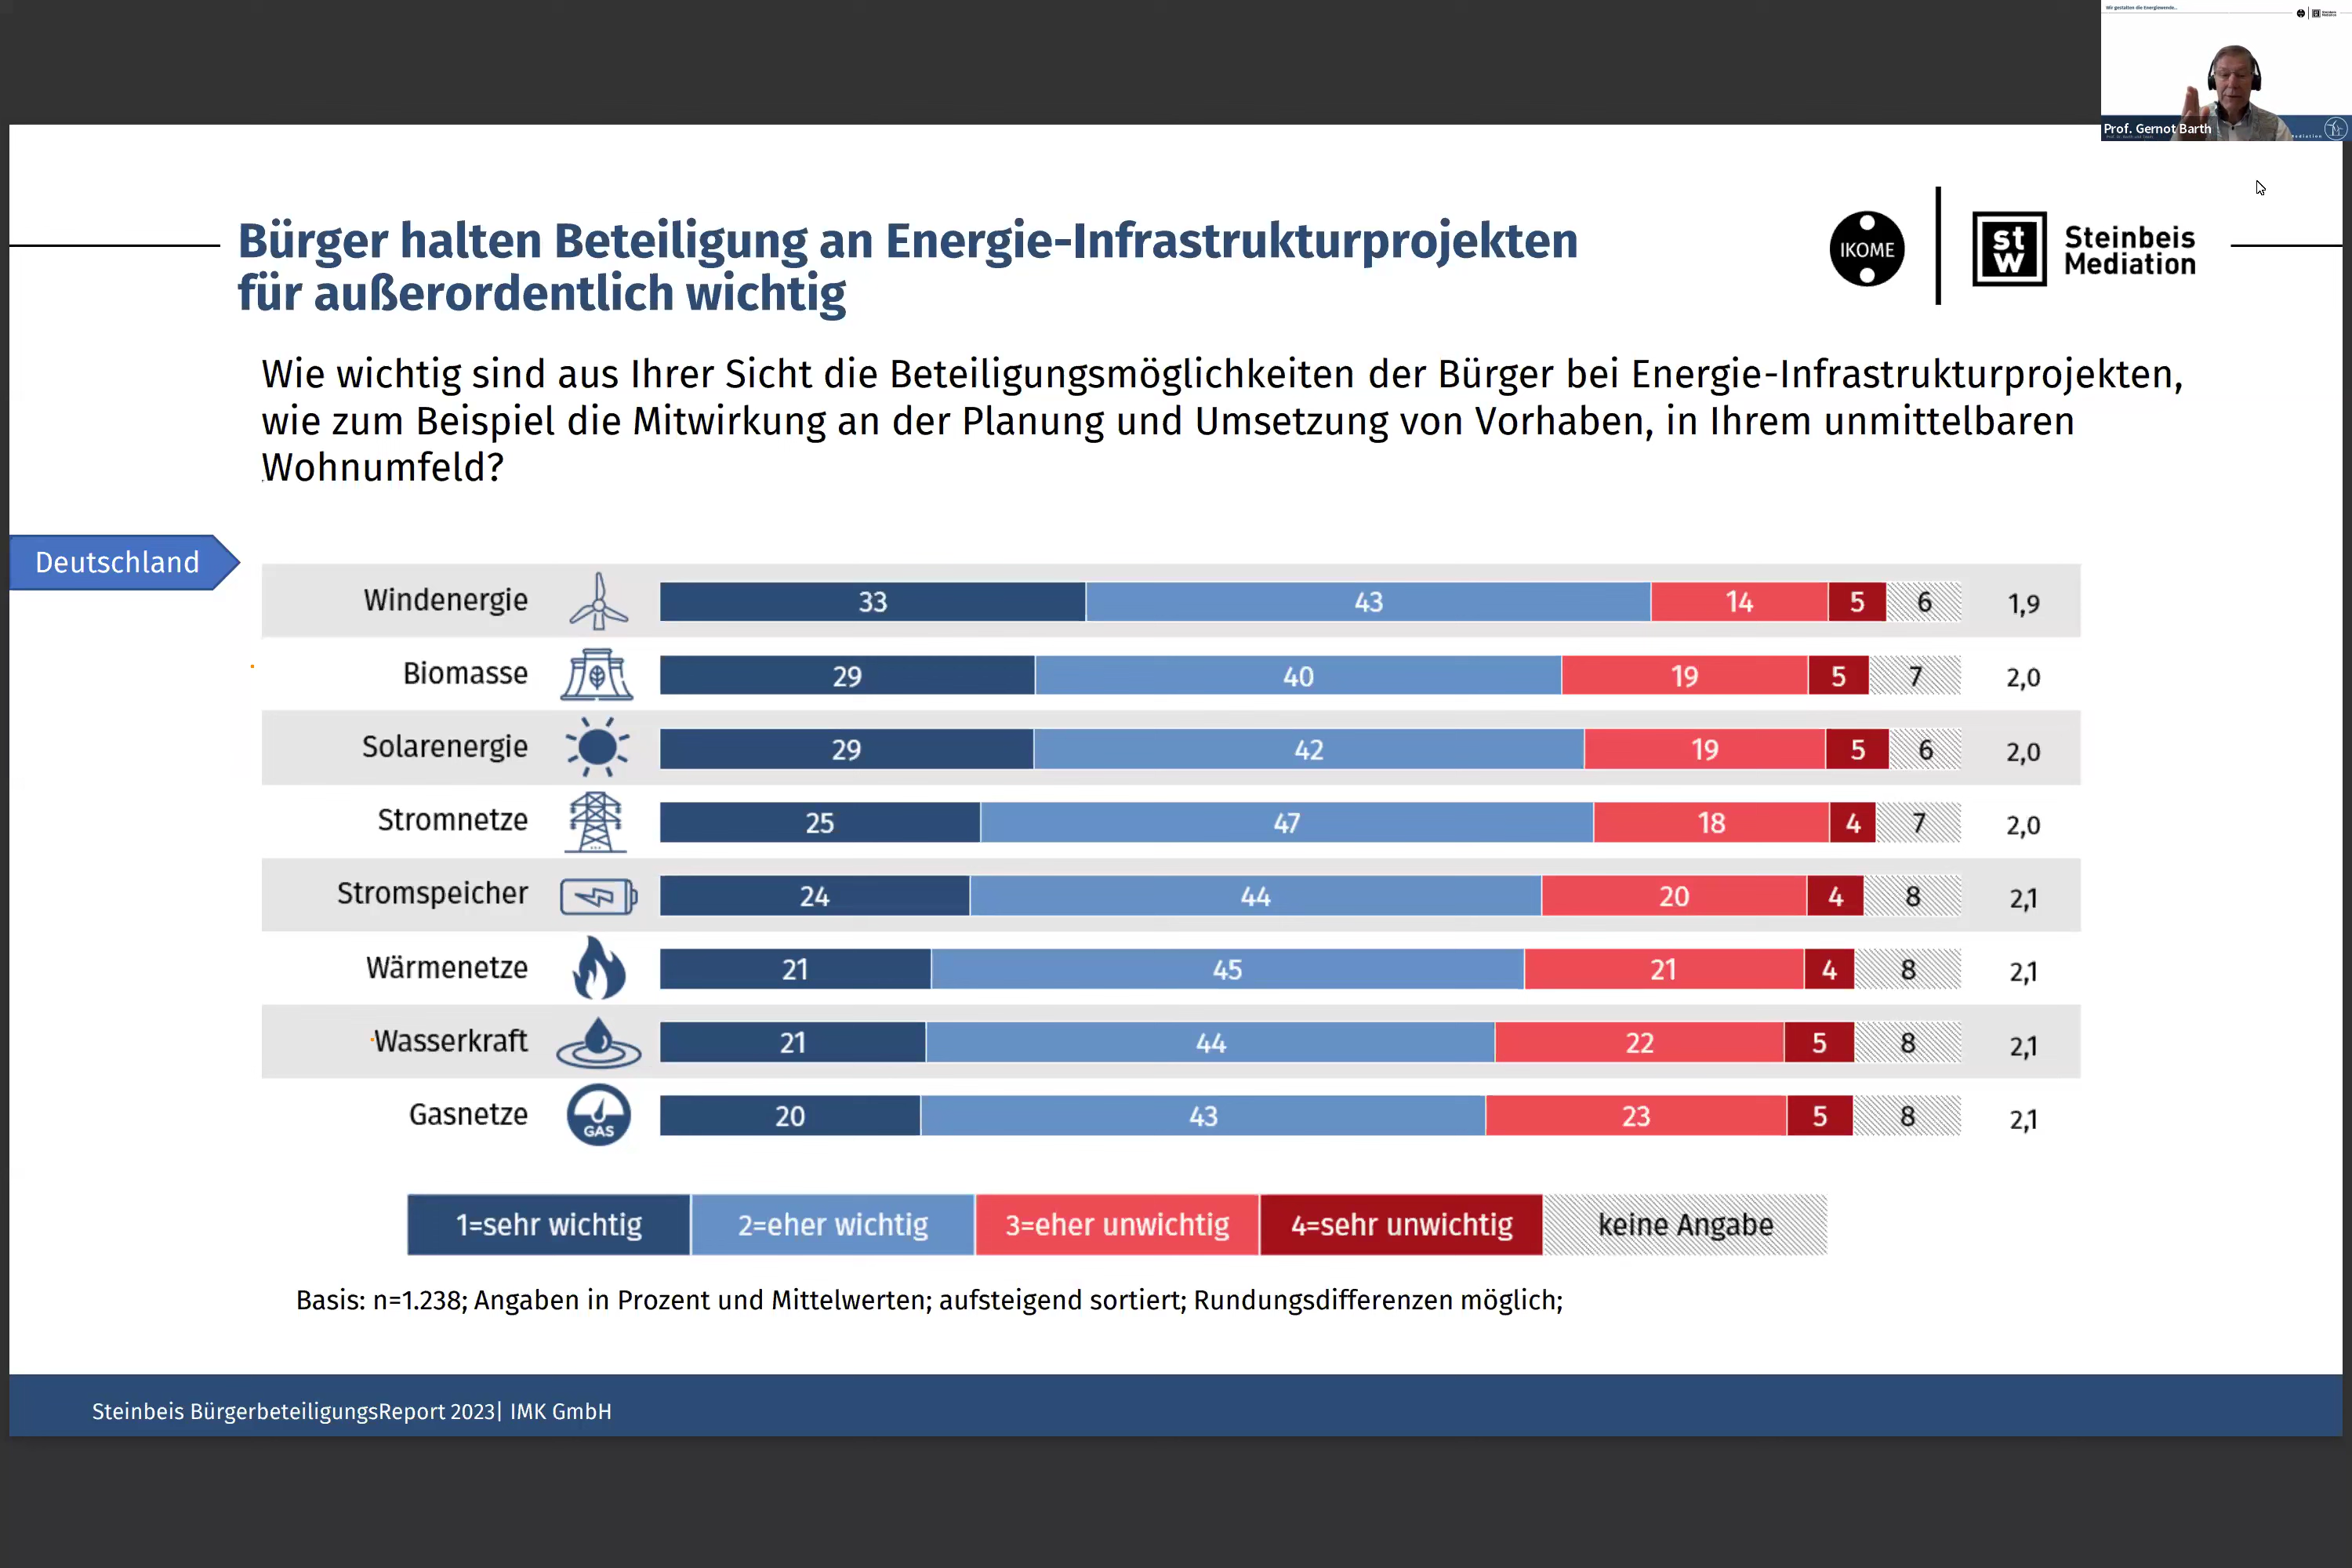 Wir gestalten die Energiewende...
Prof. Gernot Barth
Bürger halten Beteiligung an Energie-Infrastrukturprojekten
für außerordentlich wichtig
IKOME
st
W
Steinbeis
Mediation
Wie wichtig sind aus Ihrer Sicht die Beteiligungsmöglichkeiten der Bürger bei Energie-Infrastrukturprojekten,
wie zum Beispiel die Mitwirkung an der Planung und Umsetzung von Vorhaben, in Ihrem unmittelbaren
Wohnumfeld?
Deutschland
Windenergie 33 43 14 5 6 1,9
Biomasse 29 40 19 5 7 2,0
Solarenergie 29 42 19 5 6 2,0
Stromnetze 25 47 18 4 7 2,0
Stromspeicher 24 44 20 4 8 2,1
Wärmenetze 21 45 21 4 8 2,1
Wasserkraft 21 44 22 5 8 2,1
Gasnetze GAS 20 43 23 5 8 2,1
1=sehr wichtig 2=eher wichtig 3=eher unwichtig 4=sehr unwichtig keine Angabe
Basis: n=1.238; Angaben in Prozent und Mittelwerten; aufsteigend sortiert; Rundungsdifferenzen möglich;
Steinbeis BürgerbeteiligungsReport 2023| IMK GmbH